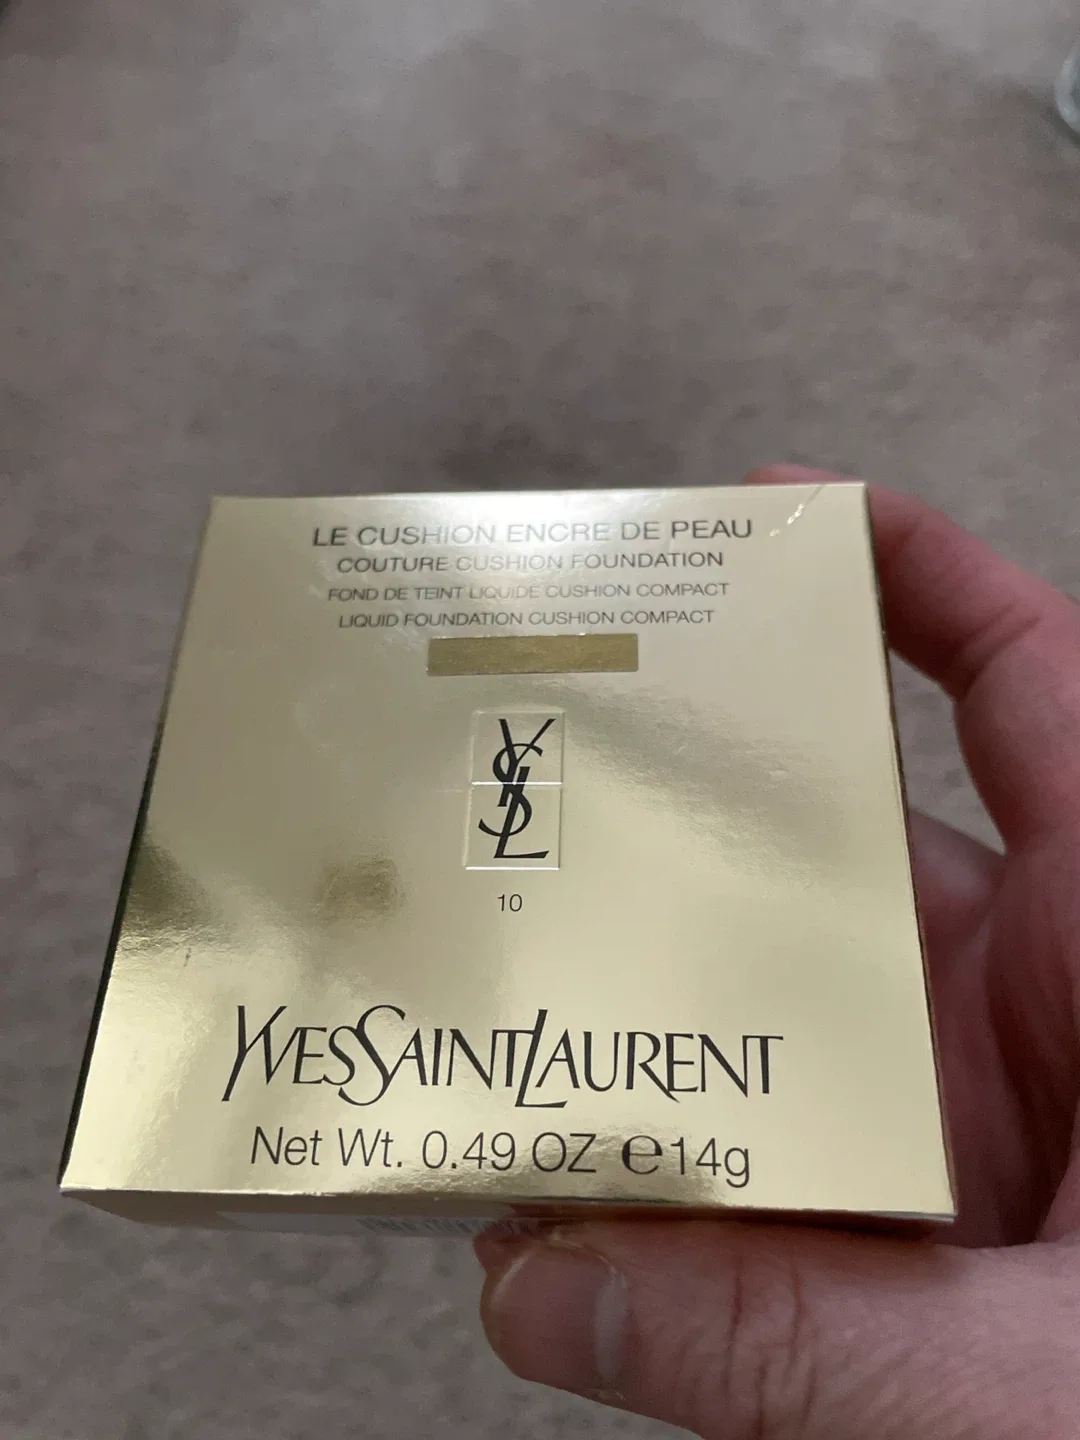 LE CUSHION ENCRE DE PEAU
COUTURE CUSHION FOUNDATION
FOND DE TEINT LIQUIDE CUSHION COMPACT
LIQUID FOUNDATION CUSHION COMPACT
YSL
10
YVESSAINTLAURENT
Net Wt. 0.49 OZ e14g